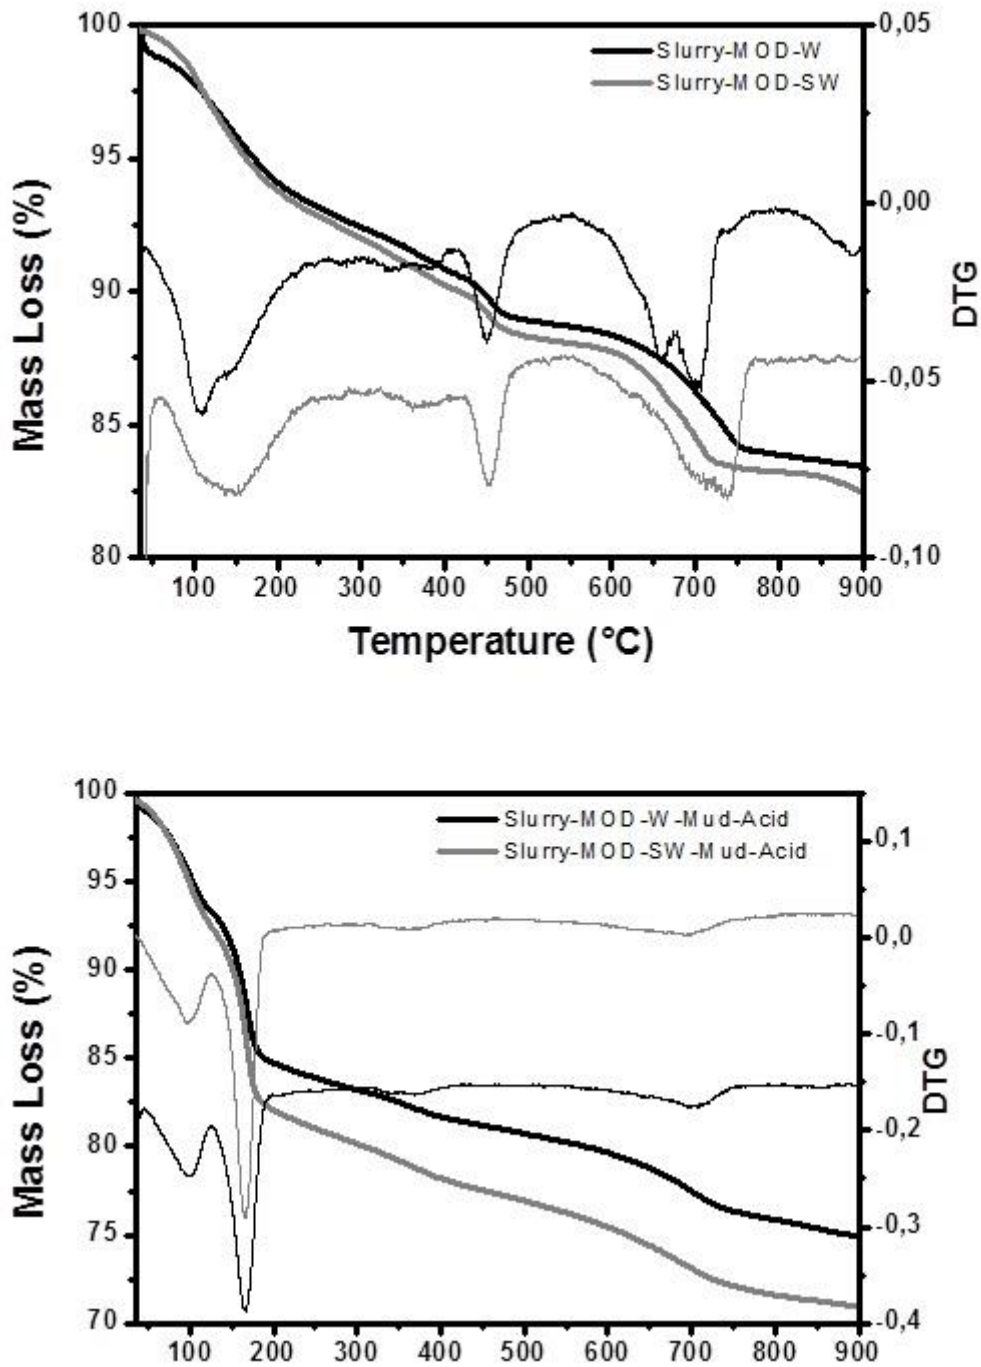 100
95
90
85
80
Mass Loss (%)
Slurry-MOD-W
Slurry-MOD-SW
0,05
0,00
-0,05
-0,10
DTG
100 200 300 400 500 600 700 800 900
Temperature (°C)
100
95
90
85
80
75
70
Mass Loss (%)
Slurry-MOD-W-Mud-Acid
Slurry-MOD-SW-Mud-Acid
0,1
0,0
-0,1
-0,2
-0,3
-0,4
DTG
100 200 300 400 500 600 700 800 900